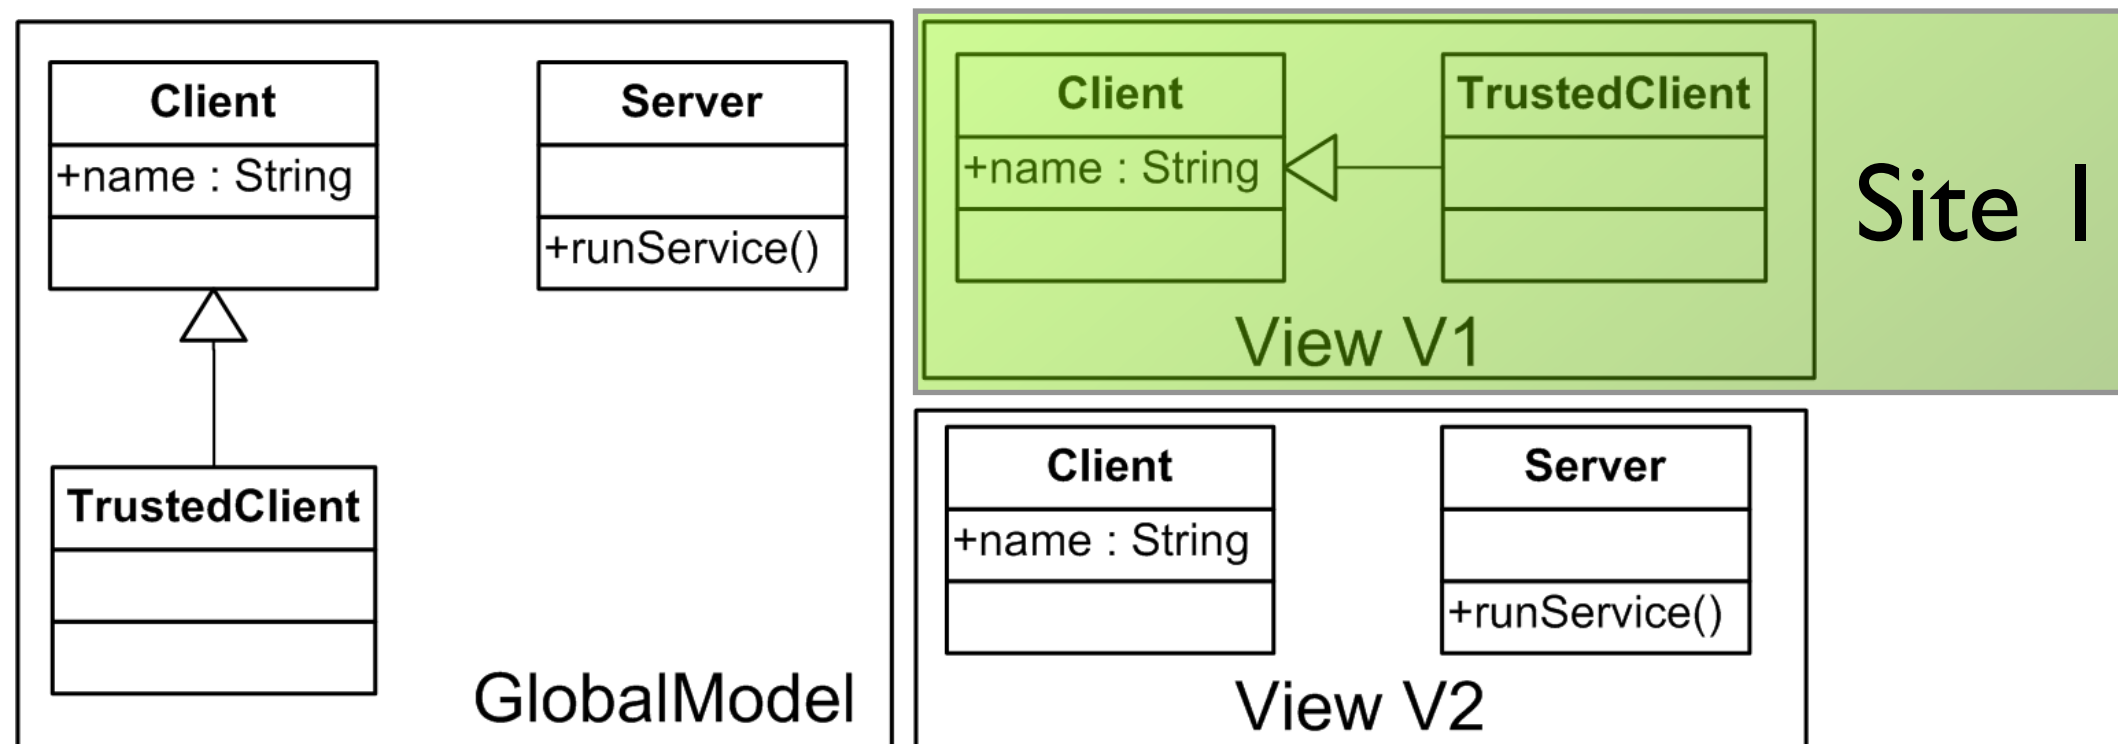 Client
+name : String
Server
+runService()
TrustedClient
GlobalModel
Client
+name : String
TrustedClient
View V1
Site 1
Client
+name : String
Server
+runService()
View V2